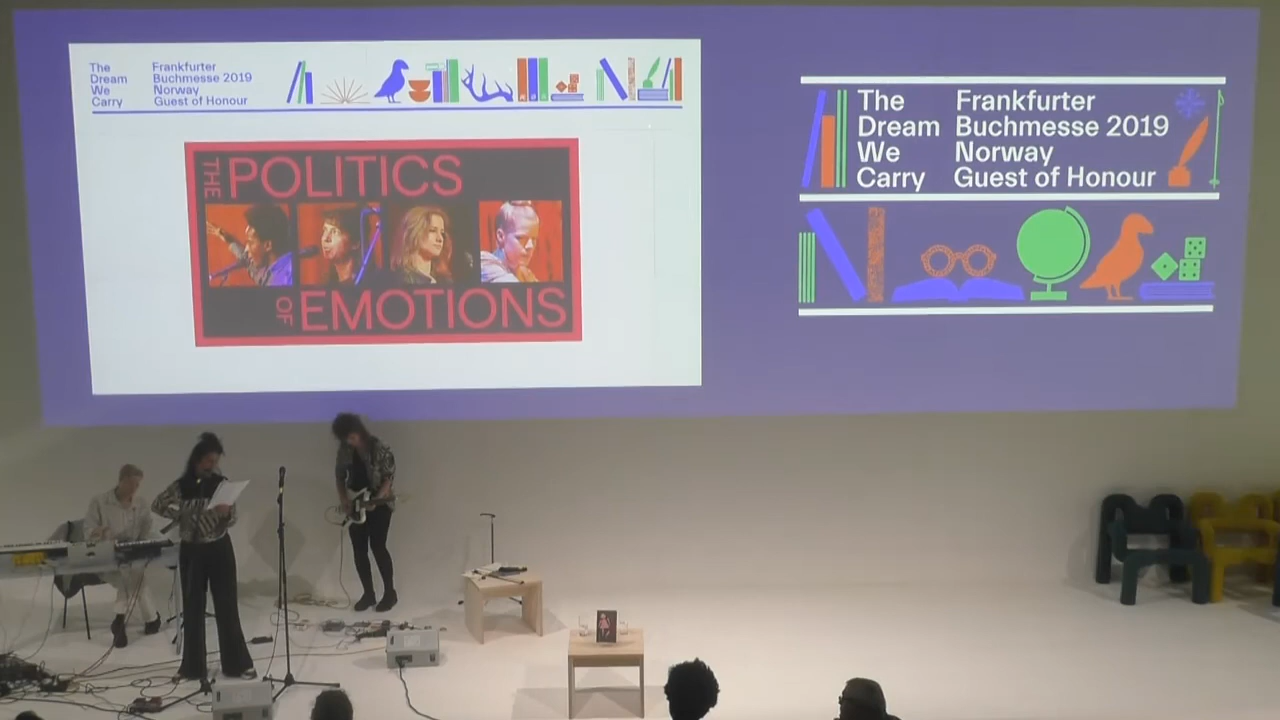 The
Dream
We
Carry
Frankfurter
Buchmesse 2019
Norway
Guest of Honour
THE POLITICS
OF EMOTIONS
The
Dream
We
Carry
Frankfurter
Buchmesse 2019
Norway
Guest of Honour